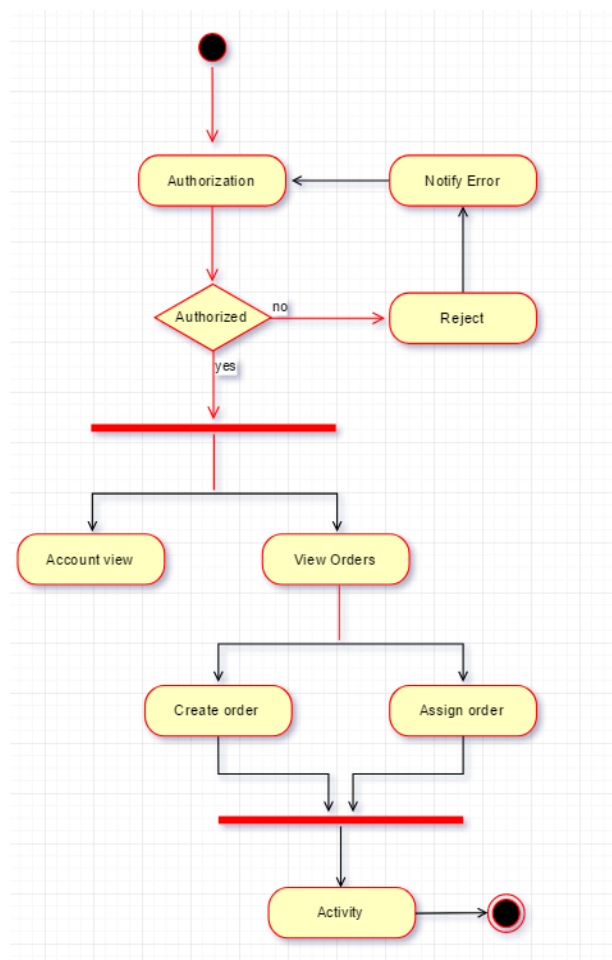 Authorization
Notify Error
Authorized
no
Reject
yes
Account view
View Orders
Create order
Assign order
Activity